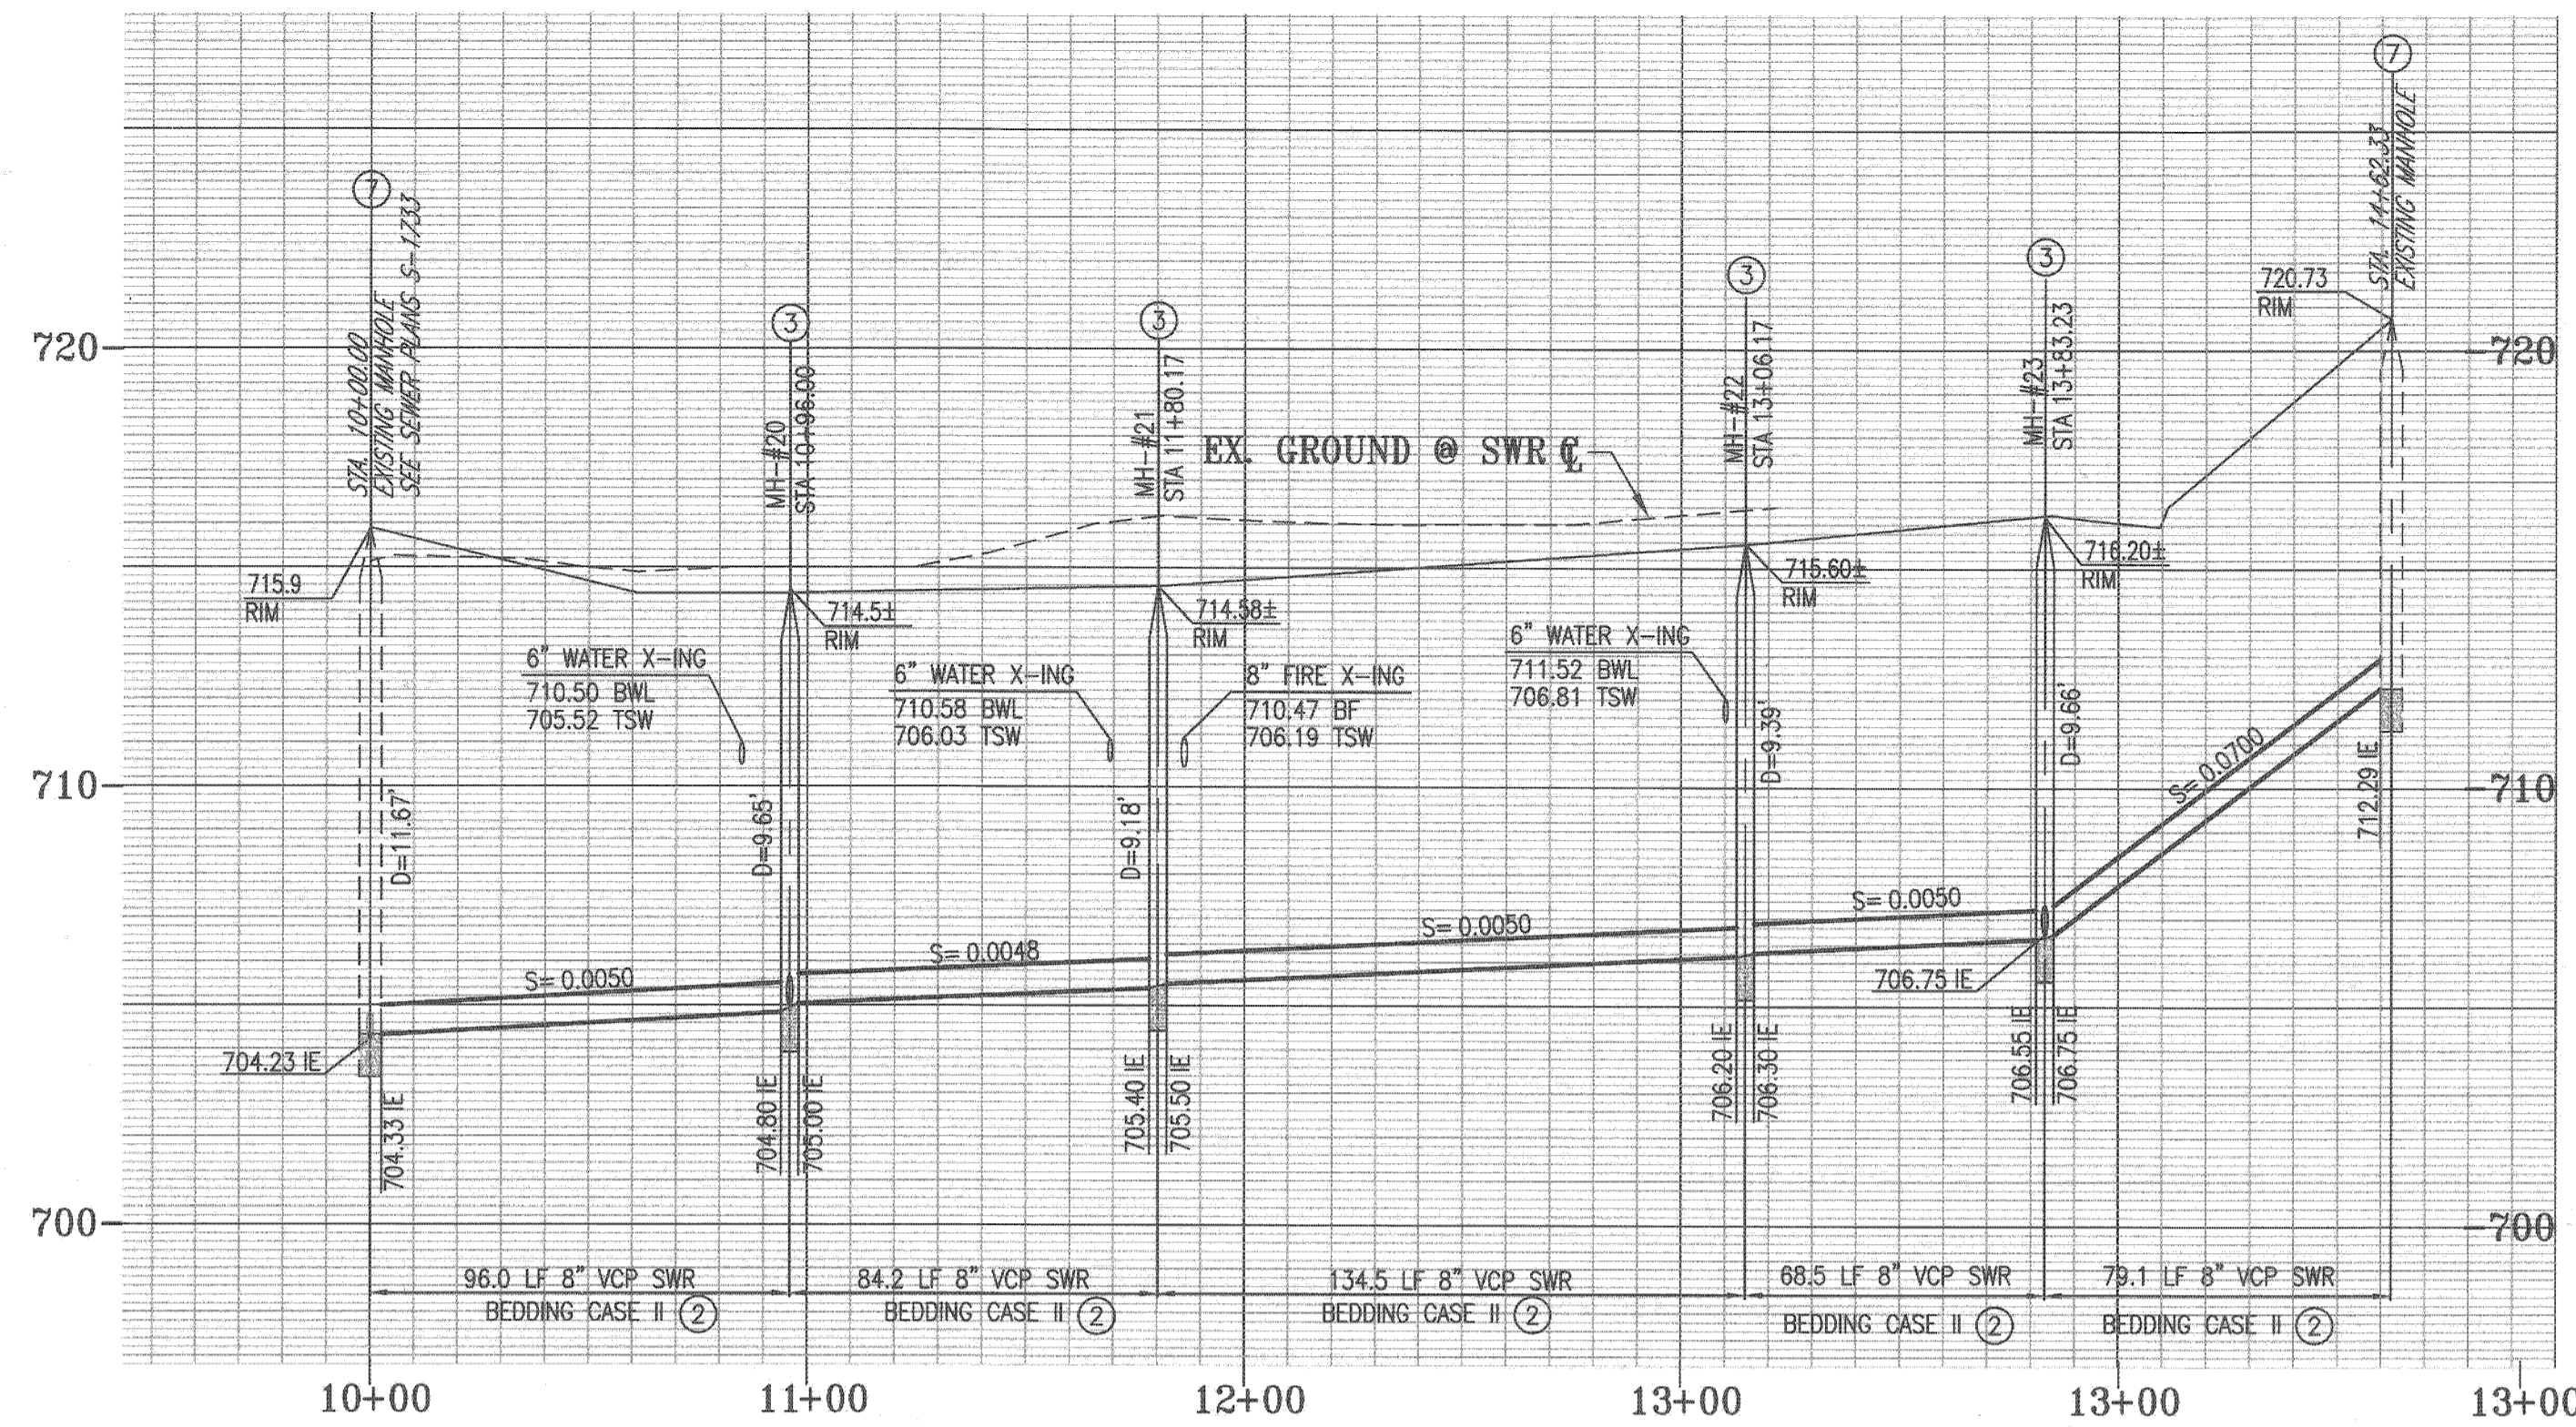 7
STA. 14+62.33
EXISTING MANHOLE
7
STA. 10+00.00
EXISTING MANHOLE
SEE SEWER PLANS S-1733
3
MH-#20
STA 10+96.00
3
MH-#21
STA 11+80.17
3
MH-#22
STA 13+06.17
3
MH-#23
STA 13+83.23
720.73
RIM
720
720
EX. GROUND @ SWR ℄
715.9
RIM
714.5±
RIM
714.58±
RIM
715.60±
RIM
716.20±
RIM
6" WATER X-ING
710.50 BWL
705.52 TSW
6" WATER X-ING
710.58 BWL
706.03 TSW
8" FIRE X-ING
710.47 BF
706.19 TSW
6" WATER X-ING
711.52 BWL
706.81 TSW
710
710
D=11.67'
D=9.65'
D=9.18'
D=9.39'
D=9.66'
S= 0.0050
S= 0.0048
S= 0.0050
S= 0.0050
S= 0.0700
712.29 IE
704.23 IE
704.33 IE
704.80 IE
705.00 IE
705.40 IE
705.50 IE
706.20 IE
706.30 IE
706.75 IE
706.55 IE
706.75 IE
700
700
96.0 LF 8" VCP SWR
BEDDING CASE II 2
84.2 LF 8" VCP SWR
BEDDING CASE II 2
134.5 LF 8" VCP SWR
BEDDING CASE II 2
68.5 LF 8" VCP SWR
BEDDING CASE II 2
79.1 LF 8" VCP SWR
BEDDING CASE II 2
10+00
11+00
12+00
13+00
13+00
13+00